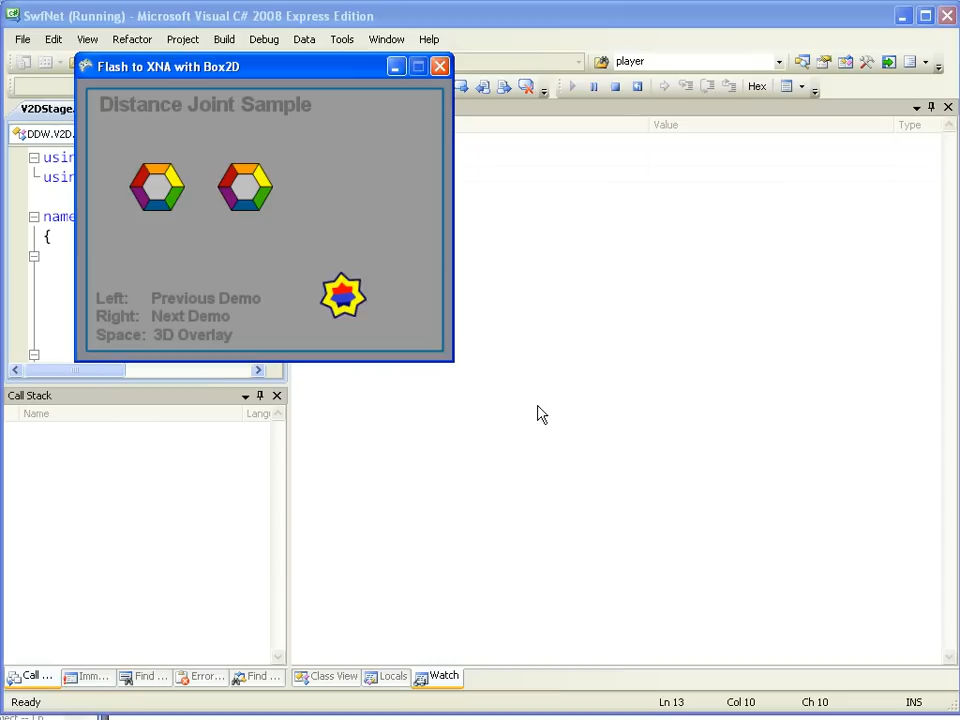 SwfNet (Running) - Microsoft Visual C# 2008 Express Edition
File Edit View Refactor Project Build Debug Data Tools Window Help
player
Flash to XNA with Box2D
Hex
V2DStage.
Distance Joint Sample
Value Type
DDW.V2D.
usin
usin
name
{
Left: Previous Demo
Right: Next Demo
Space: 3D Overlay
Call Stack
Name Langu
Call ... Imm... Find ... Error... Find ... Class View Locals Watch
Ready Ln 13 Col 10 Ch 10 INS